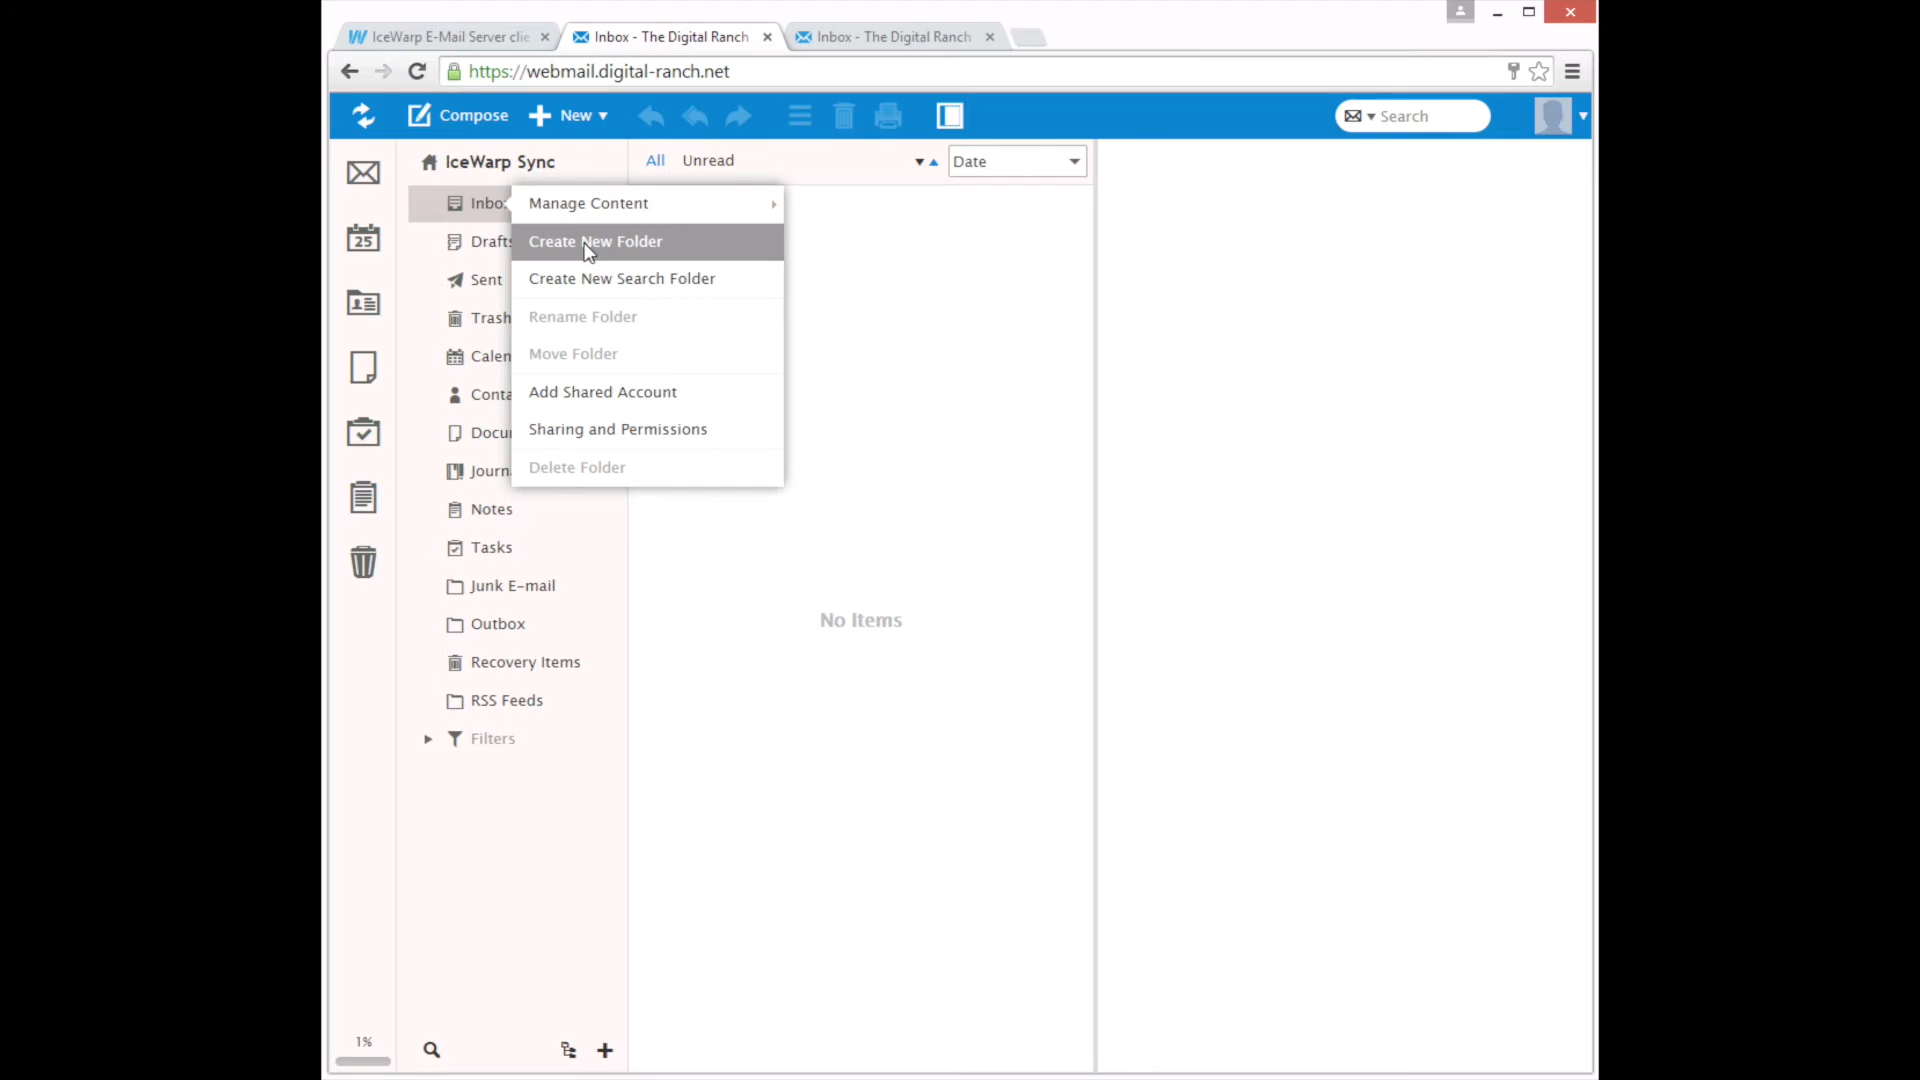 IceWarp E-Mail Server clie
Inbox - The Digital Ranch
Inbox - The Digital Ranch
https://webmail.digital-ranch.net
Compose
New
Search
IceWarp Sync
All
Unread
Date
Inbo
Manage Content
Drafts
Create New Folder
Sent
Create New Search Folder
Trash
Rename Folder
Calen
Move Folder
Conta
Add Shared Account
Docu
Sharing and Permissions
Journ
Delete Folder
25
Notes
Tasks
Junk E-mail
Outbox
No Items
Recovery Items
RSS Feeds
Filters
1%